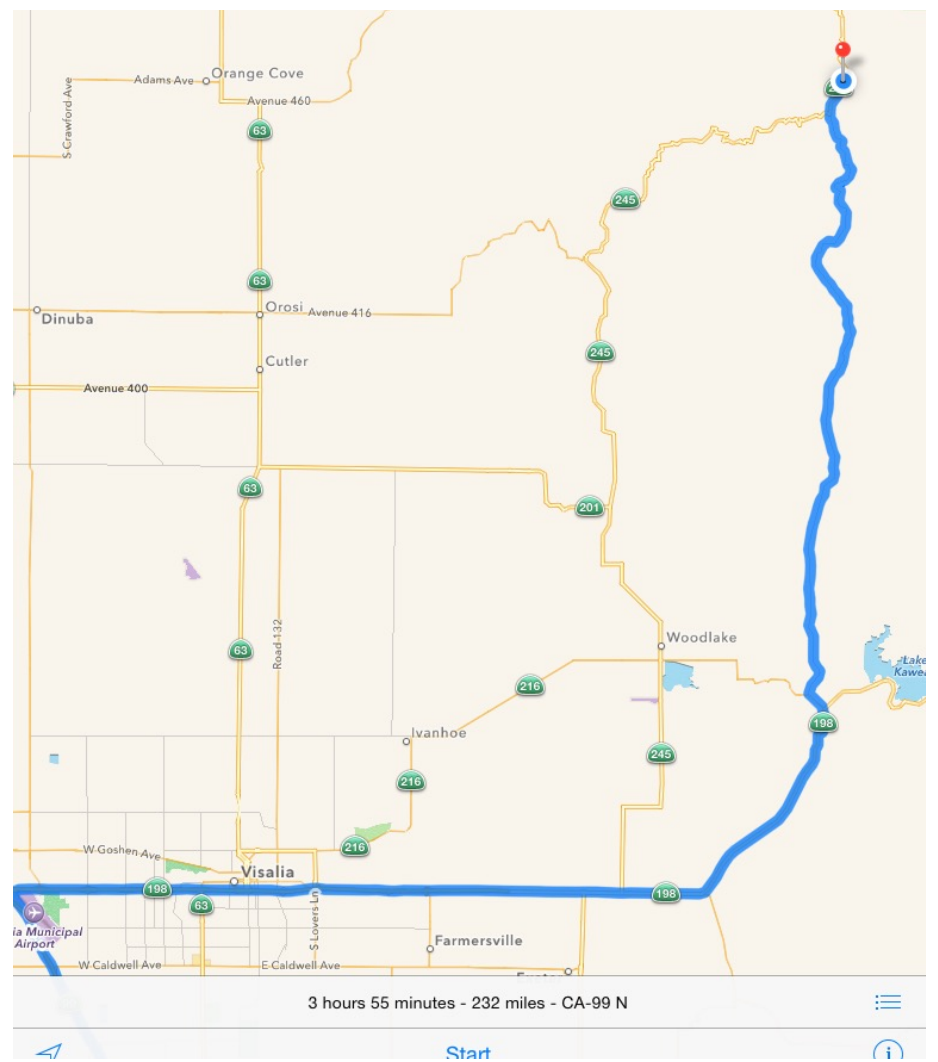 Orange Cove
Adams Ave
Avenue 460
S Crawford Ave
63
245
63
Orosi
Avenue 416
Dinuba
Cutler
245
Avenue 400
63
201
Road 132
63
Woodlake
Lake
216
198
Ivanhoe
245
216
216
W Goshen Ave
Visalia
198
198
63
S Lovers Ln
Municipal
Airport
Farmersville
W Caldwell Ave
E Caldwell Ave
3 hours 55 minutes - 232 miles - CA-99 N
Start